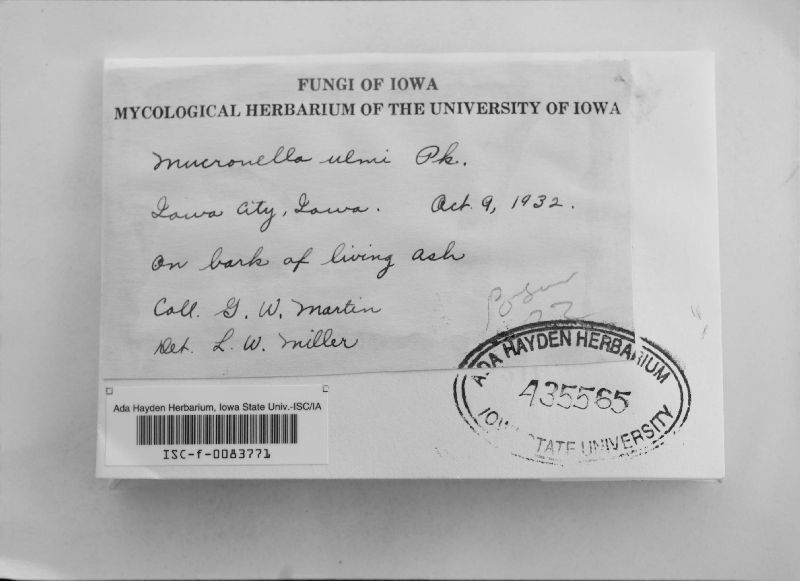 FUNGI OF IOWA
MYCOLOGICAL HERBARIUM OF THE UNIVERSITY OF IOWA
Mucronella ulmi Pk.
Iowa City, Iowa. Oct. 9, 1932.
on bark of living ash
Coll. G. W. Martin
Det. L. W. Miller
22
ADA HAYDEN HERBARIUM
435565
IOWA STATE UNIVERSITY
Ada Hayden Herbarium, Iowa State Univ.-ISC/IA
ISC-f-0083771